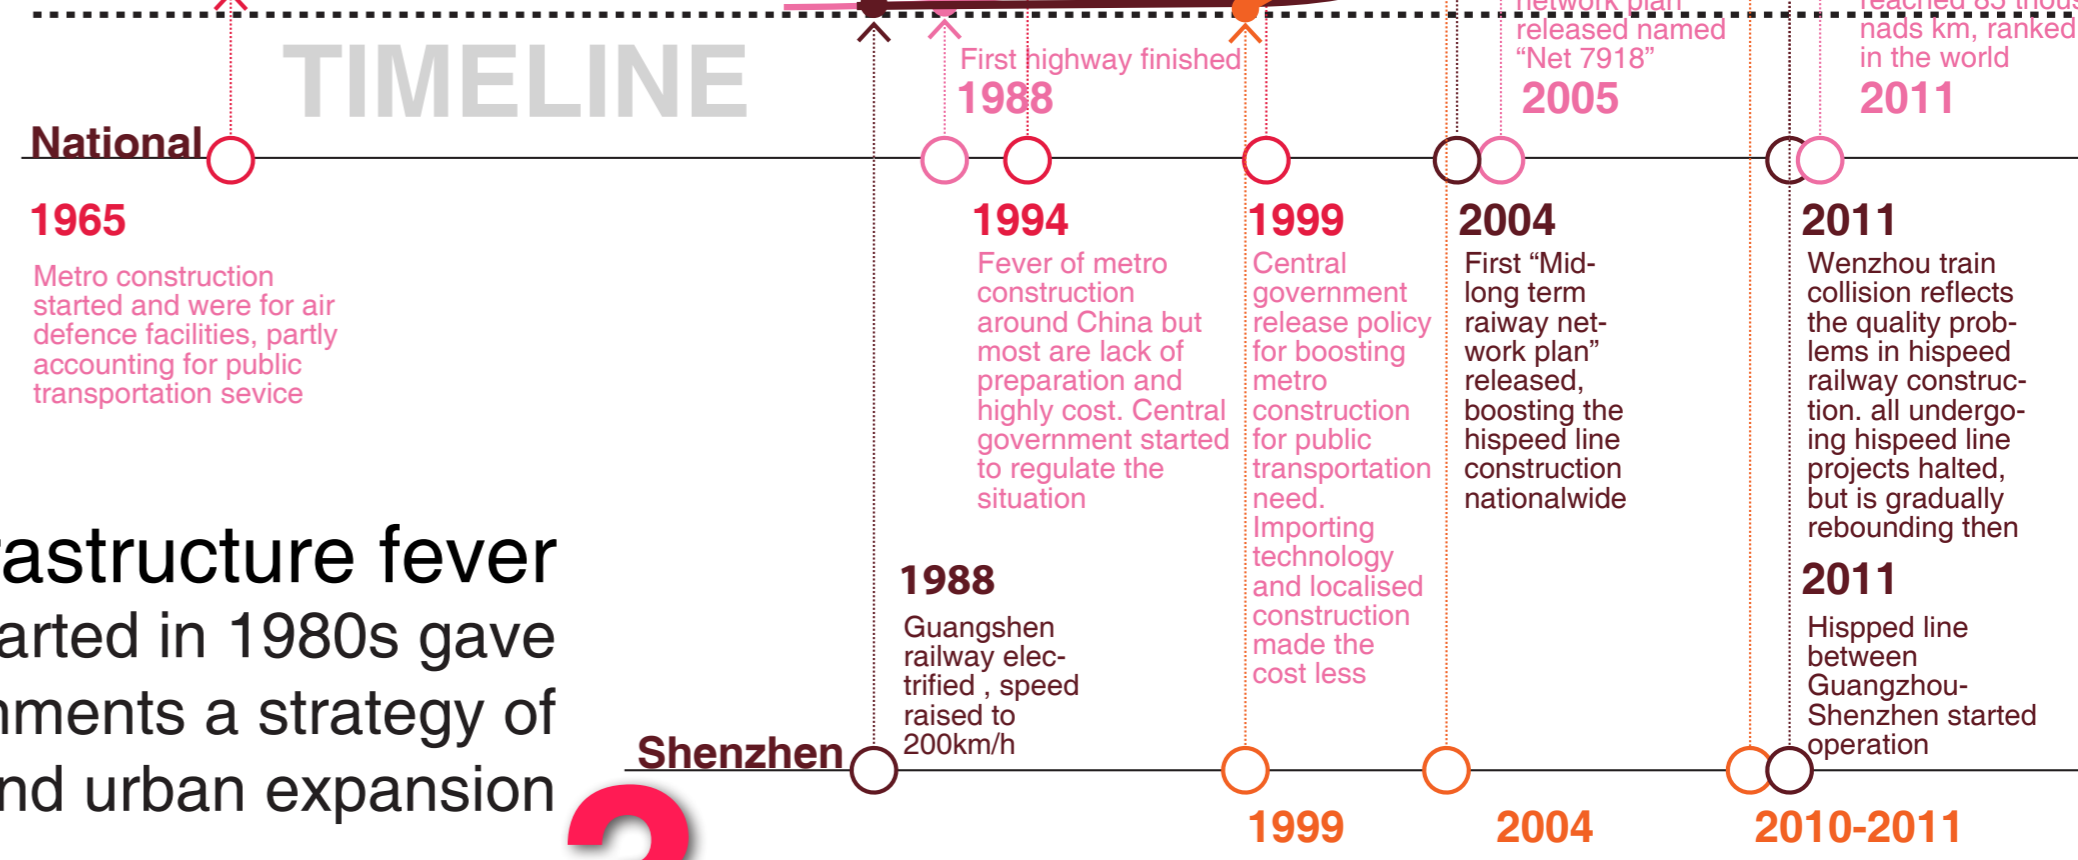 network plan
released named
“Net 7918”
2005
reached 85 thous
nads km, ranked
in the world
2011
TIMELINE
First highway finished
1988
National
1965
Metro construction
started and were for air
defence facilities, partly
accounting for public
transportation sevice
1994
Fever of metro
construction
around China but
most are lack of
preparation and
highly cost. Central
government started
to regulate the
situation
1999
Central
government
release policy
for boosting
metro
construction
for public
transportation
need.
Importing
technology
and localised
construction
made the
cost less
2004
First “Mid-
long term
raiway net-
work plan”
released,
boosting the
hispeed line
construction
nationalwide
2011
Wenzhou train
collision reflects
the quality prob-
lems in hispeed
railway construc-
tion. all undergo-
ing hispeed line
projects halted,
but is gradually
rebounding then
rastructure fever
arted in 1980s gave
nments a strategy of
nd urban expansion
1988
Guangshen
railway elec-
trified , speed
raised to
200km/h
2011
Hispped line
between
Guangzhou-
Shenzhen started
operation
Shenzhen
1999
2004
2010-2011